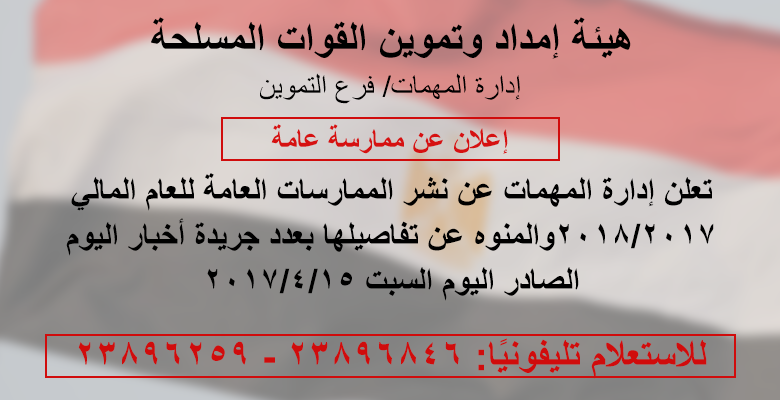 هيئة إمداد وتموين القوات المسلحة
إدارة المهمات/ فرع التموين
إعلان عن ممارسة عامة
تعلن إدارة المهمات عن نشر الممارسات العامة للعام المالي
٢٠١٨/٢٠١٧والمنوه عن تفاصيلها بعدد جريدة أخبار اليوم
الصادر اليوم السبت ٢٠١٧/٤/١٥
للاستعلام تليفونيًا: ٢٣٨٩٦٨٤٦ - ٢٣٨٩٦٢٥٩